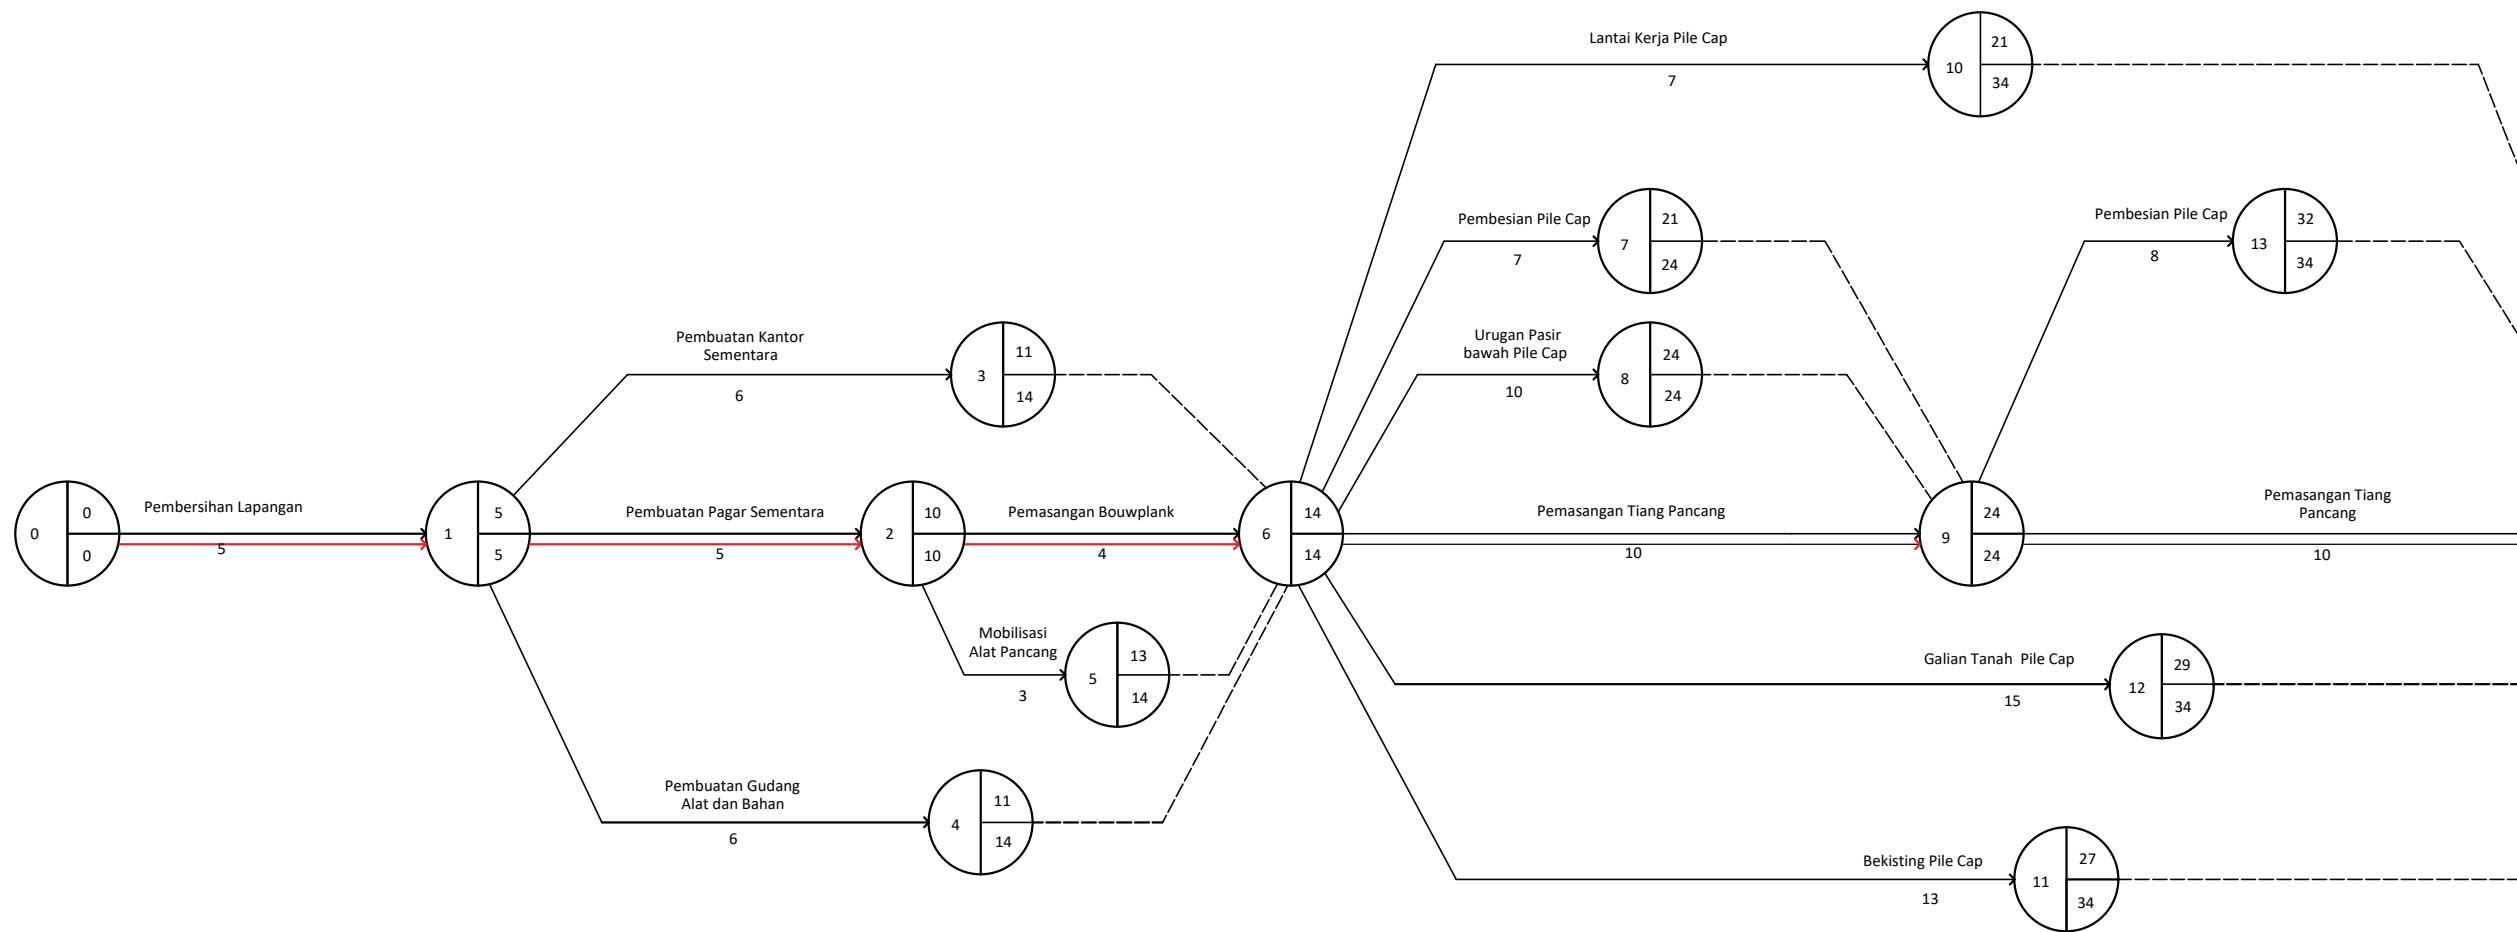 Lantai Kerja Pile Cap
7
10
21
34
Pembesian Pile Cap
7
7
21
24
Pembesian Pile Cap
8
13
32
34
Pembuatan Kantor
Sementara
6
3
11
14
Urugan Pasir
bawah Pile Cap
10
8
24
24
0
0
0
Pembersihan Lapangan
5
1
5
5
Pembuatan Pagar Sementara
5
2
10
10
Pemasangan Bouwplank
4
6
14
14
Pemasangan Tiang Pancang
10
9
24
24
Pemasangan Tiang
Pancang
10
Mobilisasi
Alat Pancang
3
5
13
14
Galian Tanah  Pile Cap
15
12
29
34
Pembuatan Gudang
Alat dan Bahan
6
4
11
14
Bekisting Pile Cap
13
11
27
34